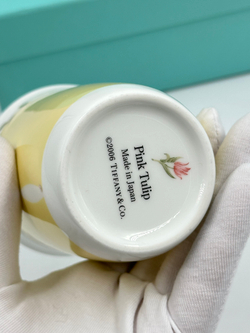 Pink Tulip
Made in Japan
©2006 TIFFANY & CO.